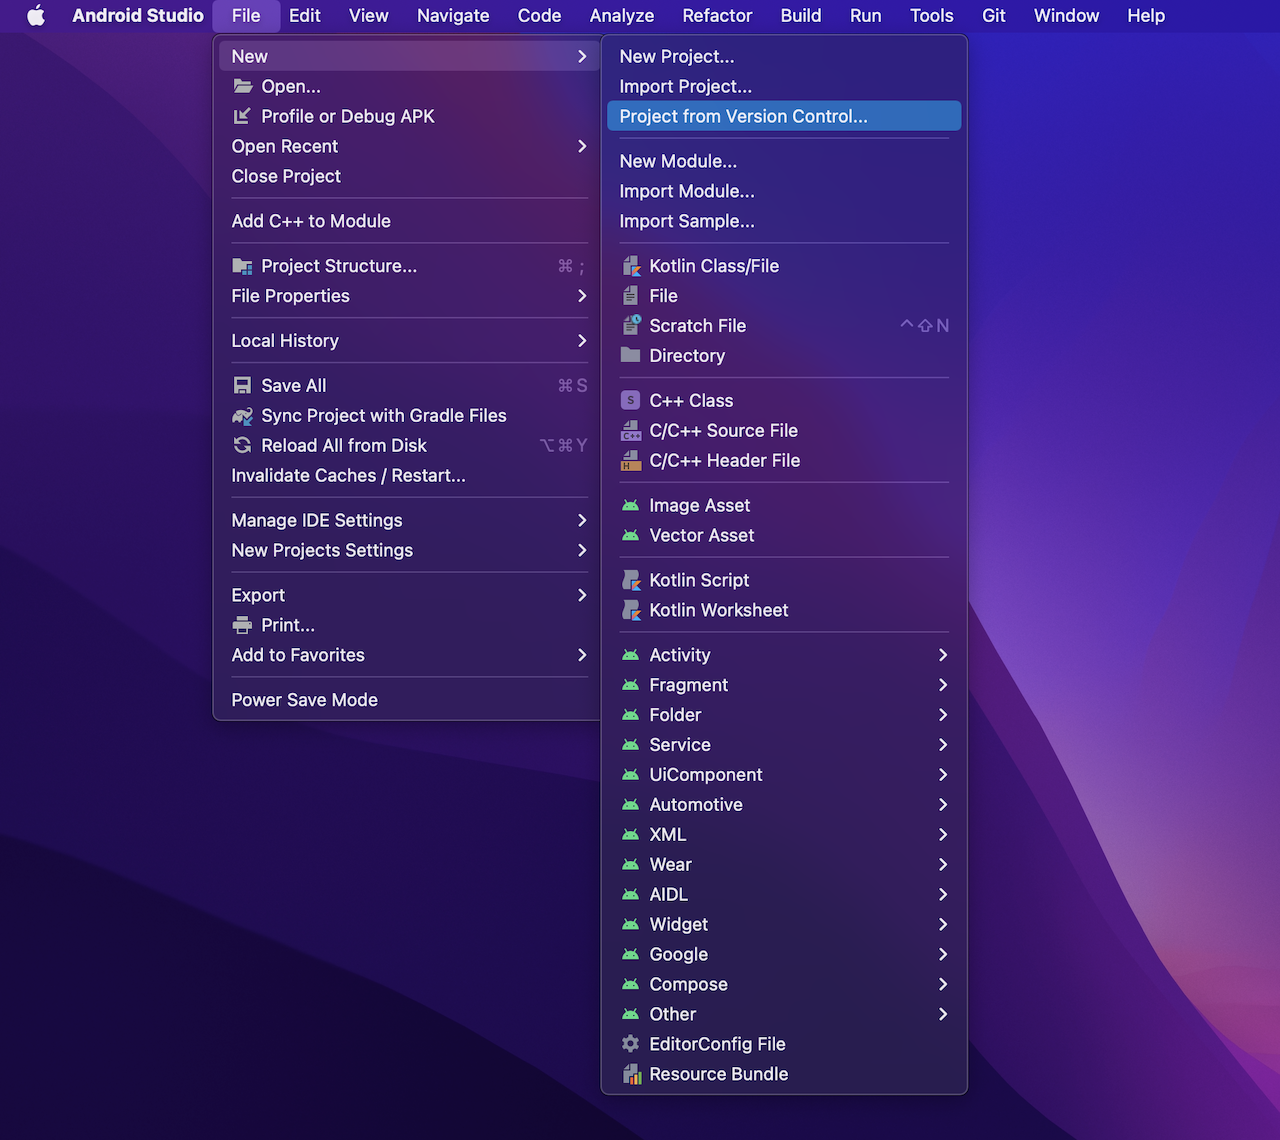 Android Studio File Edit View Navigate Code Analyze Refactor Build Run Tools Git Window Help
New
Open...
Profile or Debug APK
Open Recent
Close Project
Add C++ to Module
Project Structure... ⌘ ;
File Properties
Local History
Save All ⌘ S
Sync Project with Gradle Files
Reload All from Disk ⌥ ⌘ Y
Invalidate Caches / Restart...
Manage IDE Settings
New Projects Settings
Export
Print...
Add to Favorites
Power Save Mode
New Project...
Import Project...
Project from Version Control...
New Module...
Import Module...
Import Sample...
Kotlin Class/File
File
Scratch File ^ ⇧ N
Directory
S C++ Class
C++ C/C++ Source File
H C/C++ Header File
Image Asset
Vector Asset
Kotlin Script
Kotlin Worksheet
Activity
Fragment
Folder
Service
UiComponent
Automotive
XML
Wear
AIDL
Widget
Google
Compose
Other
EditorConfig File
Resource Bundle